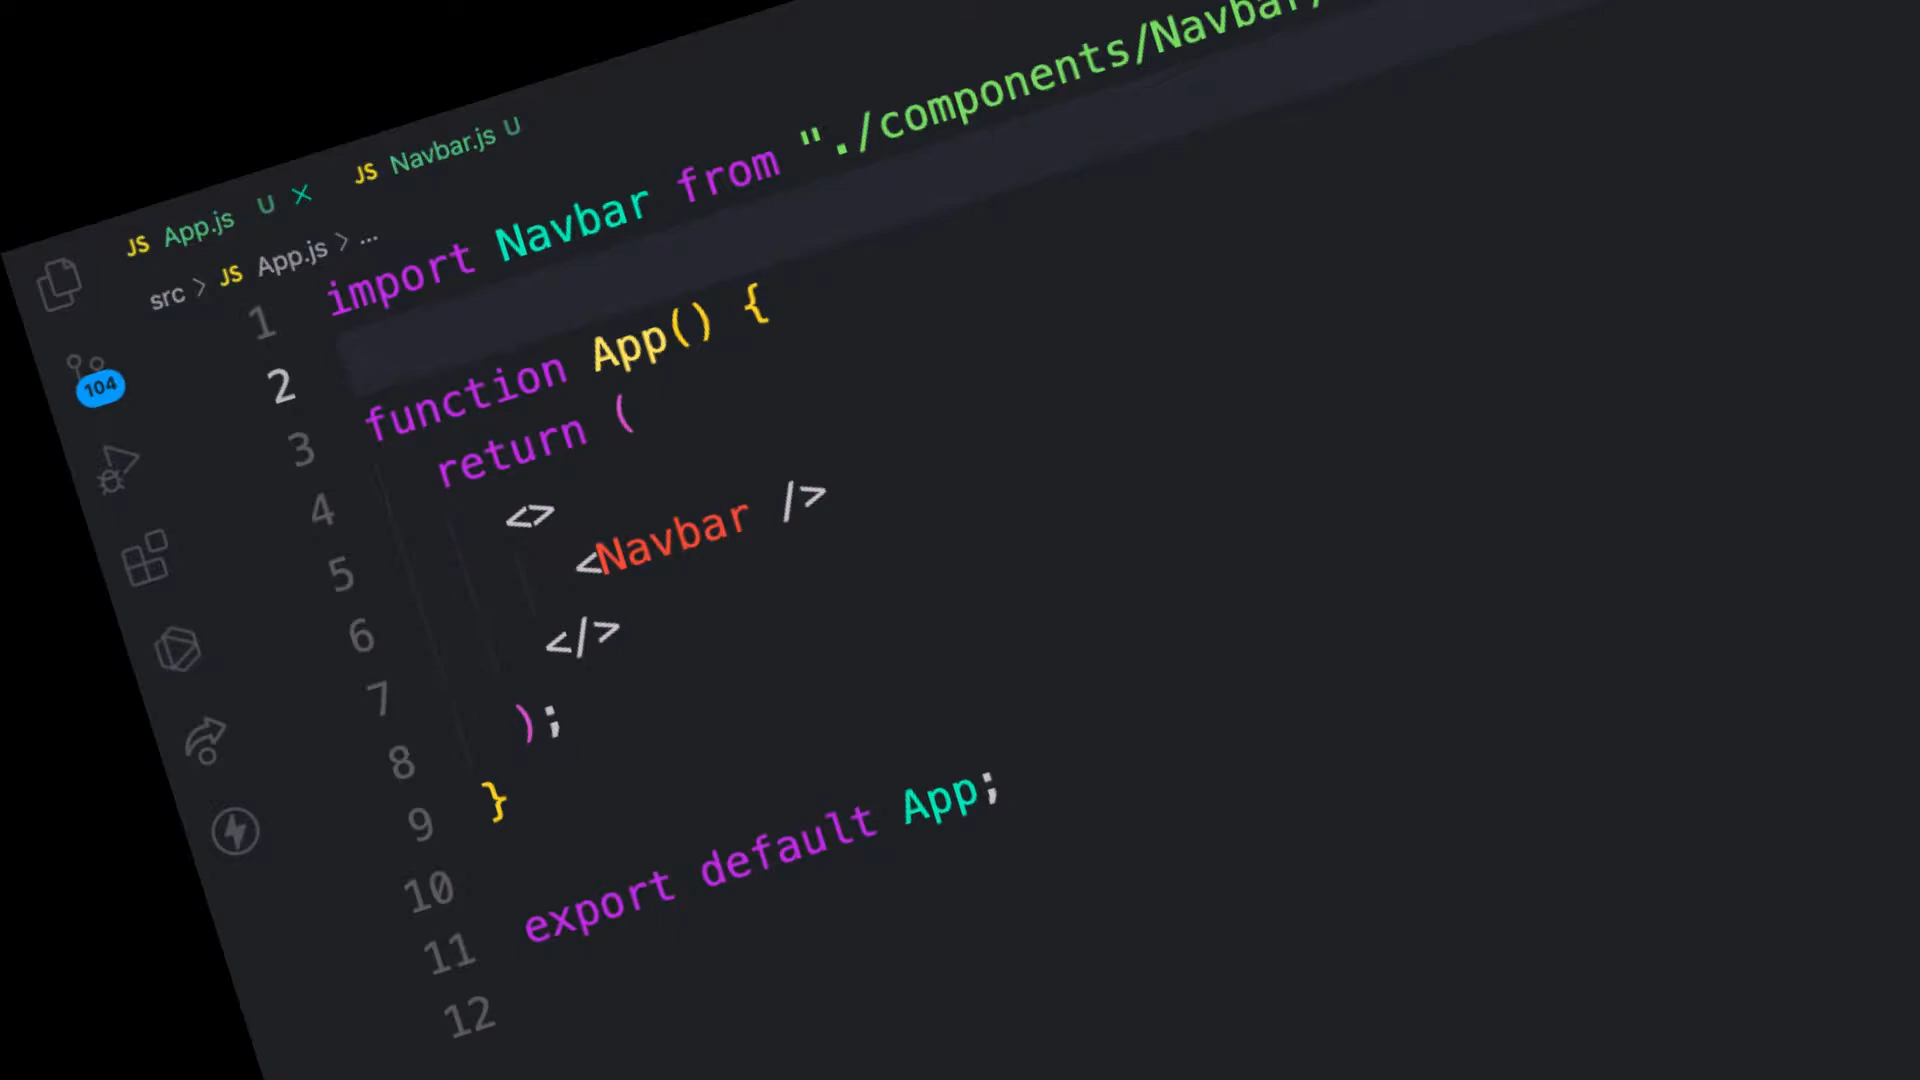 JS App.js U × JS Navbar.js U
src > JS App.js > ...
1 import Navbar from "./components/Navbar/
2
3 function App() {
4 return (
5 <>
6 <Navbar />
7 </>
8 );
9 }
10
11 export default App;
12
104